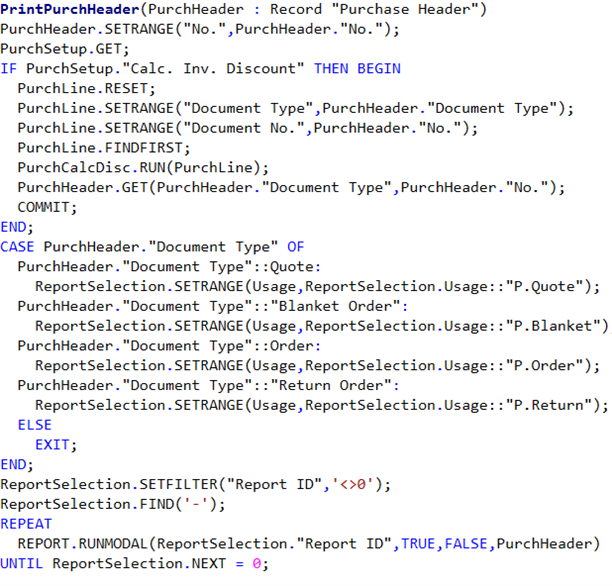 PrintPurchHeader(PurchHeader : Record "Purchase Header")
PurchHeader.SETRANGE("No.",PurchHeader."No.");
PurchSetup.GET;
IF PurchSetup."Calc. Inv. Discount" THEN BEGIN
  PurchLine.RESET;
  PurchLine.SETRANGE("Document Type",PurchHeader."Document Type");
  PurchLine.SETRANGE("Document No.",PurchHeader."No.");
  PurchLine.FINDFIRST;
  PurchCalcDisc.RUN(PurchLine);
  PurchHeader.GET(PurchHeader."Document Type",PurchHeader."No.");
  COMMIT;
END;
CASE PurchHeader."Document Type" OF
  PurchHeader."Document Type"::Quote:
    ReportSelection.SETRANGE(Usage,ReportSelection.Usage::"P.Quote");
  PurchHeader."Document Type"::"Blanket Order":
    ReportSelection.SETRANGE(Usage,ReportSelection.Usage::"P.Blanket")
  PurchHeader."Document Type"::Order:
    ReportSelection.SETRANGE(Usage,ReportSelection.Usage::"P.Order");
  PurchHeader."Document Type"::"Return Order":
    ReportSelection.SETRANGE(Usage,ReportSelection.Usage::"P.Return");
  ELSE
    EXIT;
END;
ReportSelection.SETFILTER("Report ID",'<>0');
ReportSelection.FIND('-');
REPEAT
  REPORT.RUNMODAL(ReportSelection."Report ID",TRUE,FALSE,PurchHeader)
UNTIL ReportSelection.NEXT = 0;